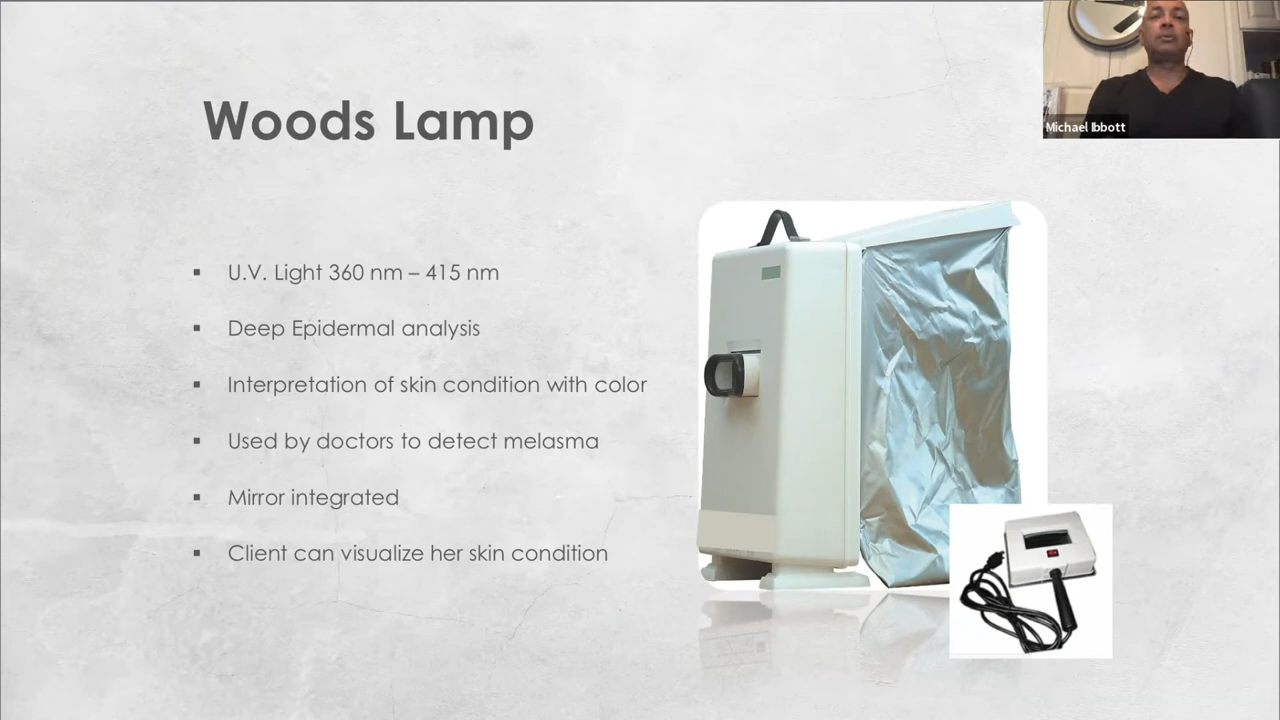 Woods Lamp
Michael Ibbott
U.V. Light 360 nm – 415 nm
Deep Epidermal analysis
Interpretation of skin condition with color
Used by doctors to detect melasma
Mirror integrated
Client can visualize her skin condition